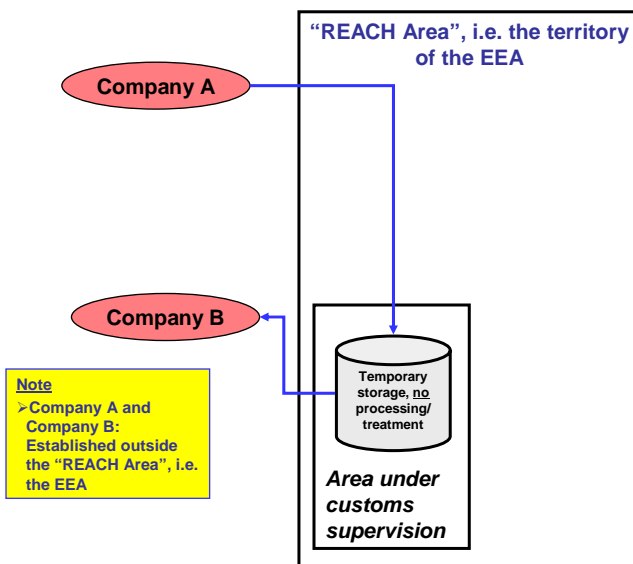 “REACH Area”, i.e. the territory
of the EEA
Company A
Company B
Temporary
storage, no
processing/
treatment
Area under
customs
supervision
Note
➢Company A and
Company B:
Established outside
the “REACH Area”, i.e.
the EEA